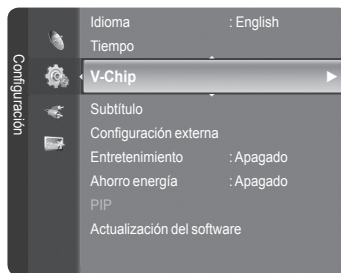 Configuración
Idioma : English
Tiempo
V-Chip
Subtítulo
Configuración externa
Entretenimiento : Apagado
Ahorro energía : Apagado
PIP
Actualización del software